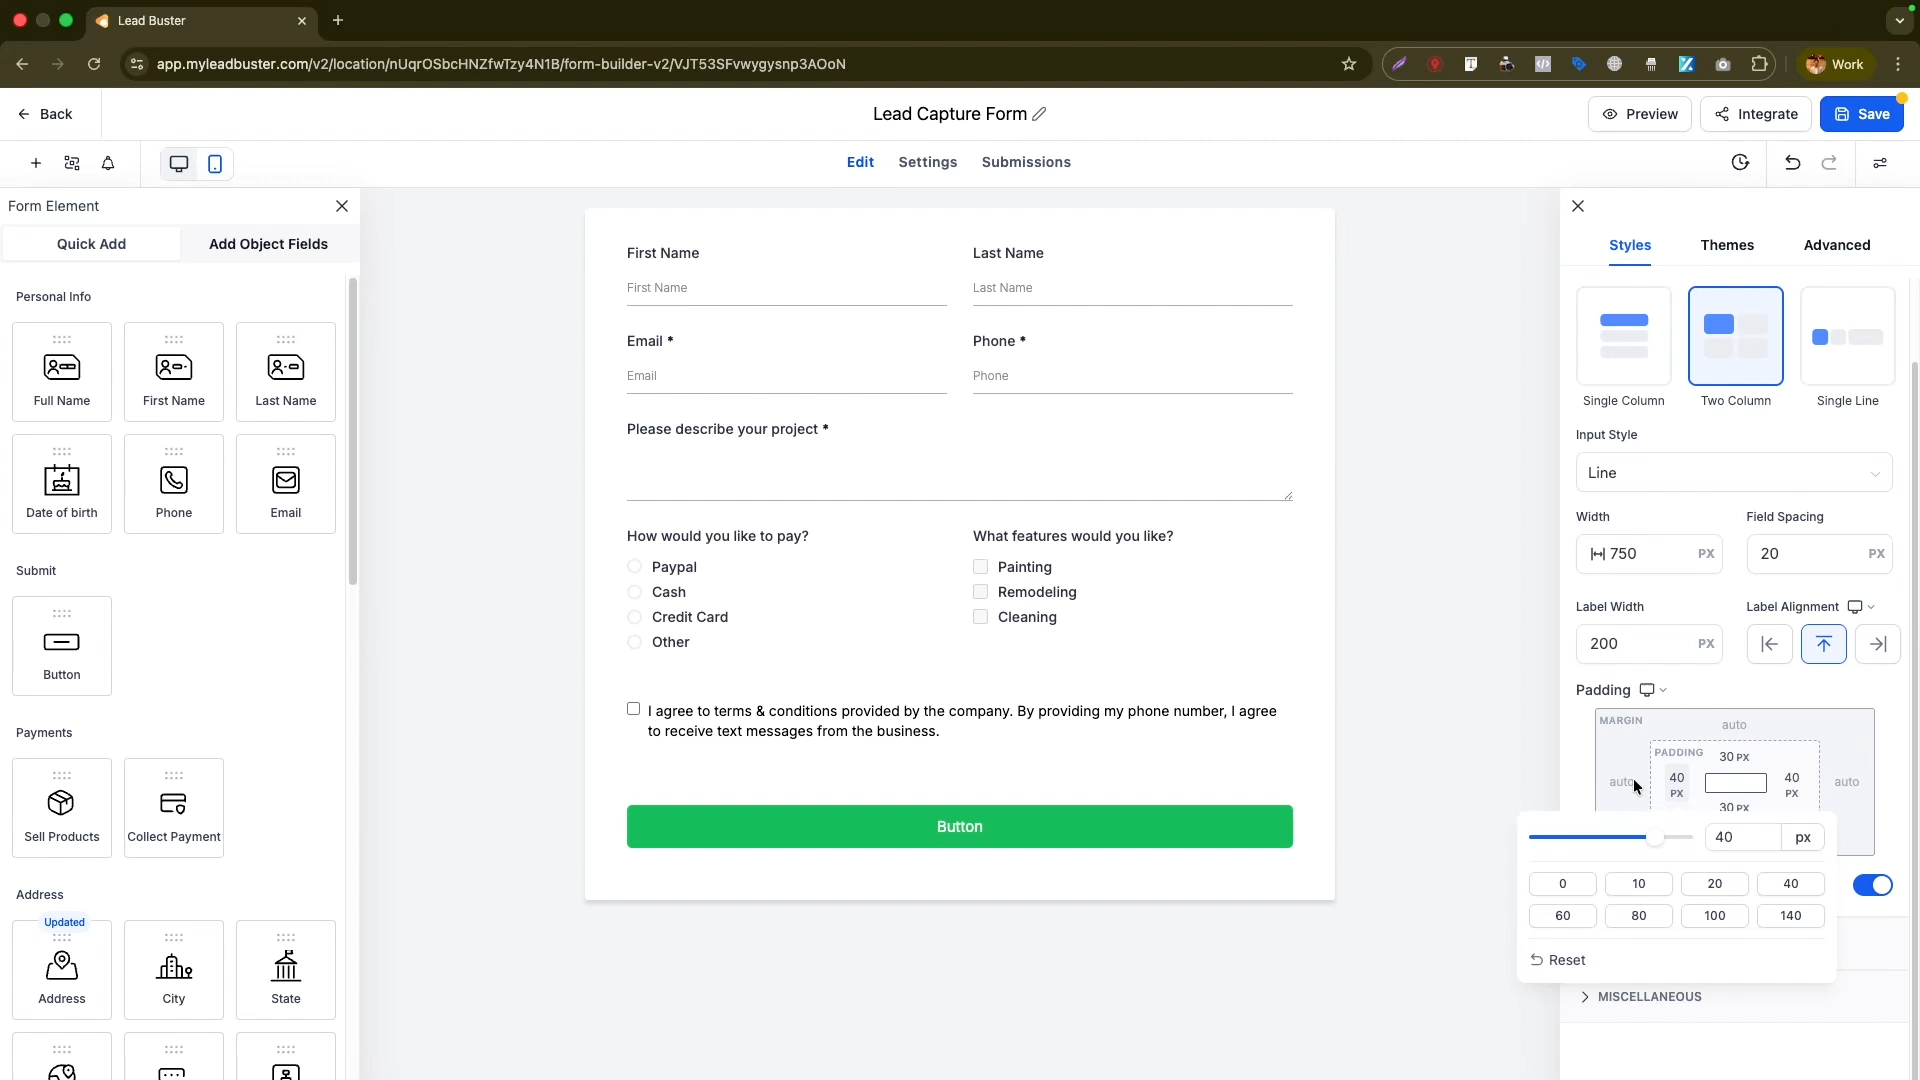 Lead Buster
app.myleadbuster.com/v2/location/nUqrOSbcHNZfwTzy4N1B/form-builder-v2/VJT53SFvwygysnp3AOoN
Work
Back
Lead Capture Form
Preview
Integrate
Save
Edit
Settings
Submissions
Form Element
Quick Add
Add Object Fields
Personal Info
Full Name
First Name
Last Name
Date of birth
Phone
Email
Submit
Button
Payments
Sell Products
Collect Payment
Address
Updated
Address
City
State
First Name
Last Name
First Name
Last Name
Email *
Phone *
Email
Phone
Please describe your project *
How would you like to pay?
What features would you like?
Paypal
Cash
Credit Card
Other
Painting
Remodeling
Cleaning
I agree to terms & conditions provided by the company. By providing my phone number, I agree
to receive text messages from the business.
Button
Styles
Themes
Advanced
Single Column
Two Column
Single Line
Input Style
Line
Width
Field Spacing
750 PX
20 PX
Label Width
Label Alignment
200 PX
Padding
MARGIN
auto
PADDING
30 PX
auto
40 PX
40 PX
auto
30 PX
40 px
0
10
20
40
60
80
100
140
Reset
MISCELLANEOUS